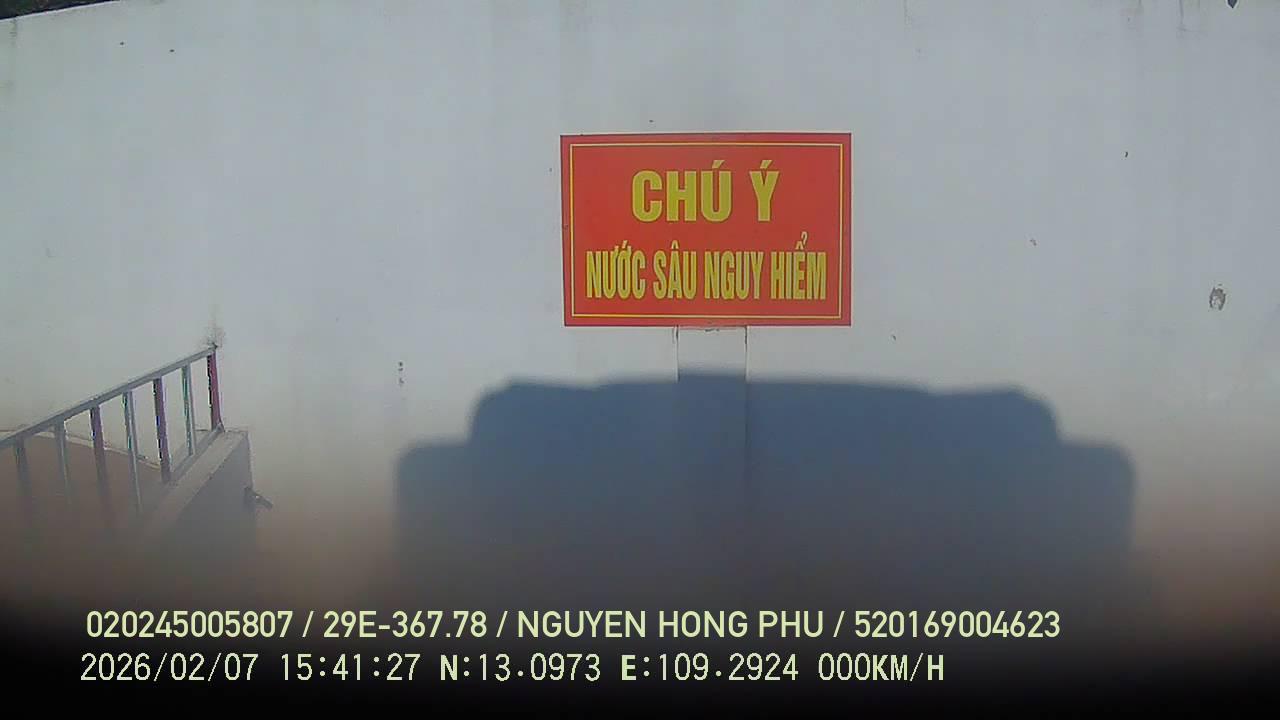 CHÚ Ý
NƯỚC SÂU NGUY HIỂM
020245005807 / 29E-367.78 / NGUYEN HONG PHU / 520169004623
2026/02/07 15:41:27 N:13.0973 E:109.2924 000KM/H